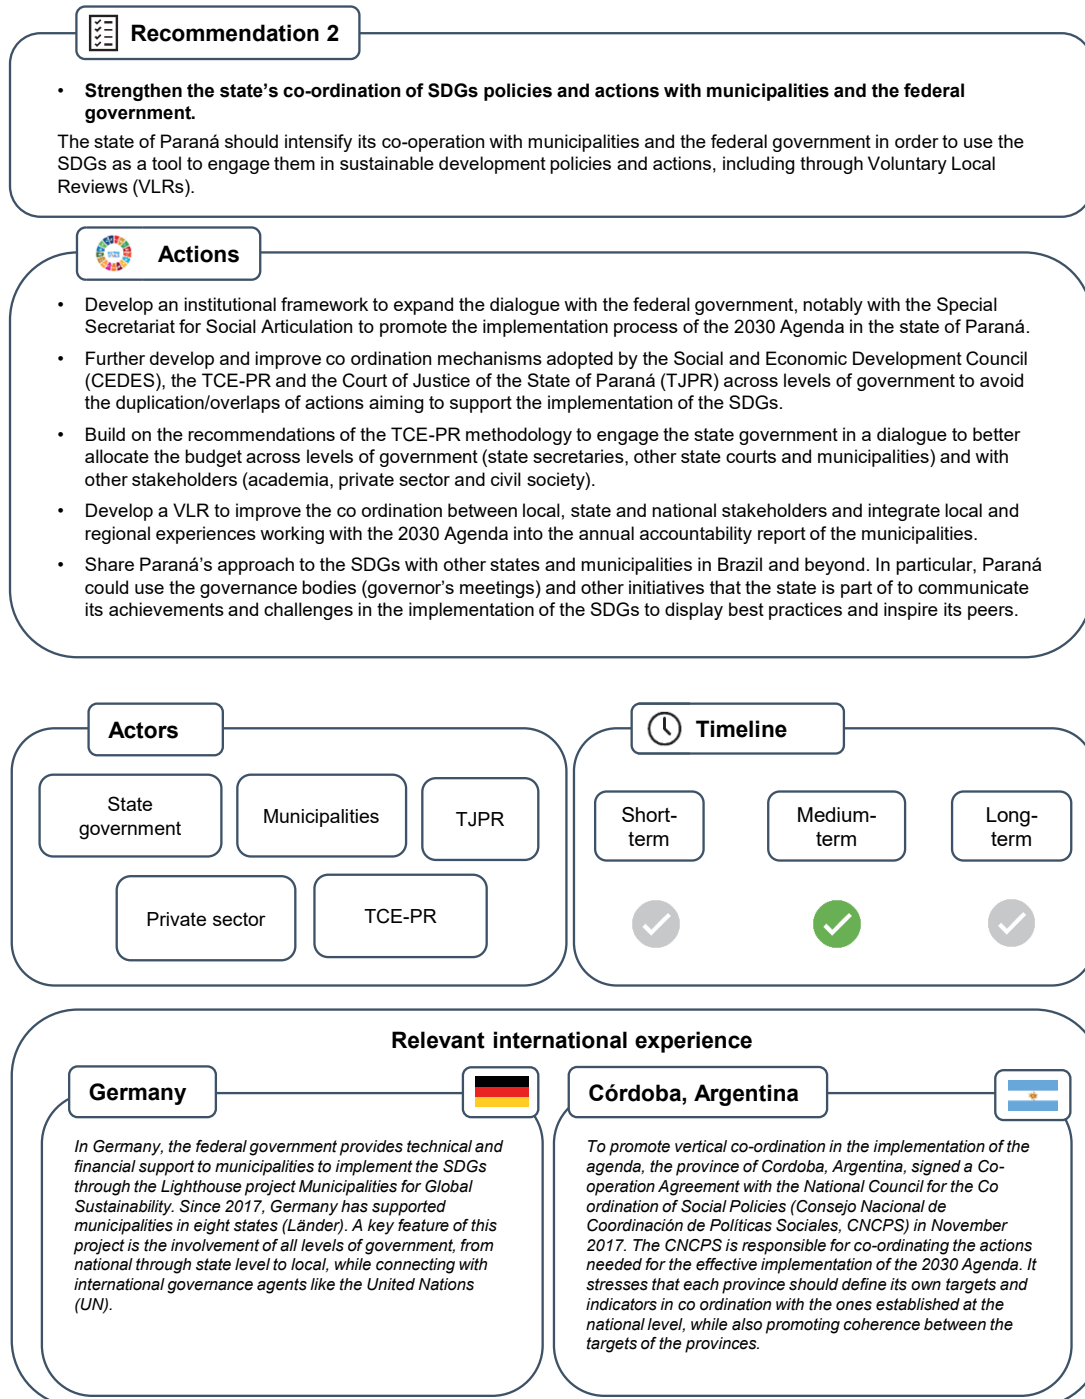 Recommendation 2
• Strengthen the state's co-ordination of SDGs policies and actions with municipalities and the federal
government.
The state of Paraná should intensify its co-operation with municipalities and the federal government in order to use the
SDGs as a tool to engage them in sustainable development policies and actions, including through Voluntary Local
Reviews (VLRs).
Actions
• Develop an institutional framework to expand the dialogue with the federal government, notably with the Special
Secretariat for Social Articulation to promote the implementation process of the 2030 Agenda in the state of Paraná.
• Further develop and improve co ordination mechanisms adopted by the Social and Economic Development Council
(CEDES), the TCE-PR and the Court of Justice of the State of Paraná (TJPR) across levels of government to avoid
the duplication/overlaps of actions aiming to support the implementation of the SDGs.
• Build on the recommendations of the TCE-PR methodology to engage the state government in a dialogue to better
allocate the budget across levels of government (state secretaries, other state courts and municipalities) and with
other stakeholders (academia, private sector and civil society).
• Develop a VLR to improve the co ordination between local, state and national stakeholders and integrate local and
regional experiences working with the 2030 Agenda into the annual accountability report of the municipalities.
• Share Paraná's approach to the SDGs with other states and municipalities in Brazil and beyond. In particular, Paraná
could use the governance bodies (governor's meetings) and other initiatives that the state is part of to communicate
its achievements and challenges in the implementation of the SDGs to display best practices and inspire its peers.
Actors
State
government
Municipalities
TJPR
Private sector
TCE-PR
Timeline
Short-
term
Medium-
term
Long-
term
Relevant international experience
Germany
In Germany, the federal government provides technical and
financial support to municipalities to implement the SDGs
through the Lighthouse project Municipalities for Global
Sustainability. Since 2017, Germany has supported
municipalities in eight states (Länder). A key feature of this
project is the involvement of all levels of government, from
national through state level to local, while connecting with
international governance agents like the United Nations
(UN).
Córdoba, Argentina
To promote vertical co-ordination in the implementation of the
agenda, the province of Cordoba, Argentina, signed a Co-
operation Agreement with the National Council for the Co
ordination of Social Policies (Consejo Nacional de
Coordinación de Políticas Sociales, CNCPS) in November
2017. The CNCPS is responsible for co-ordinating the actions
needed for the effective implementation of the 2030 Agenda. It
stresses that each province should define its own targets and
indicators in co ordination with the ones established at the
national level, while also promoting coherence between the
targets of the provinces.